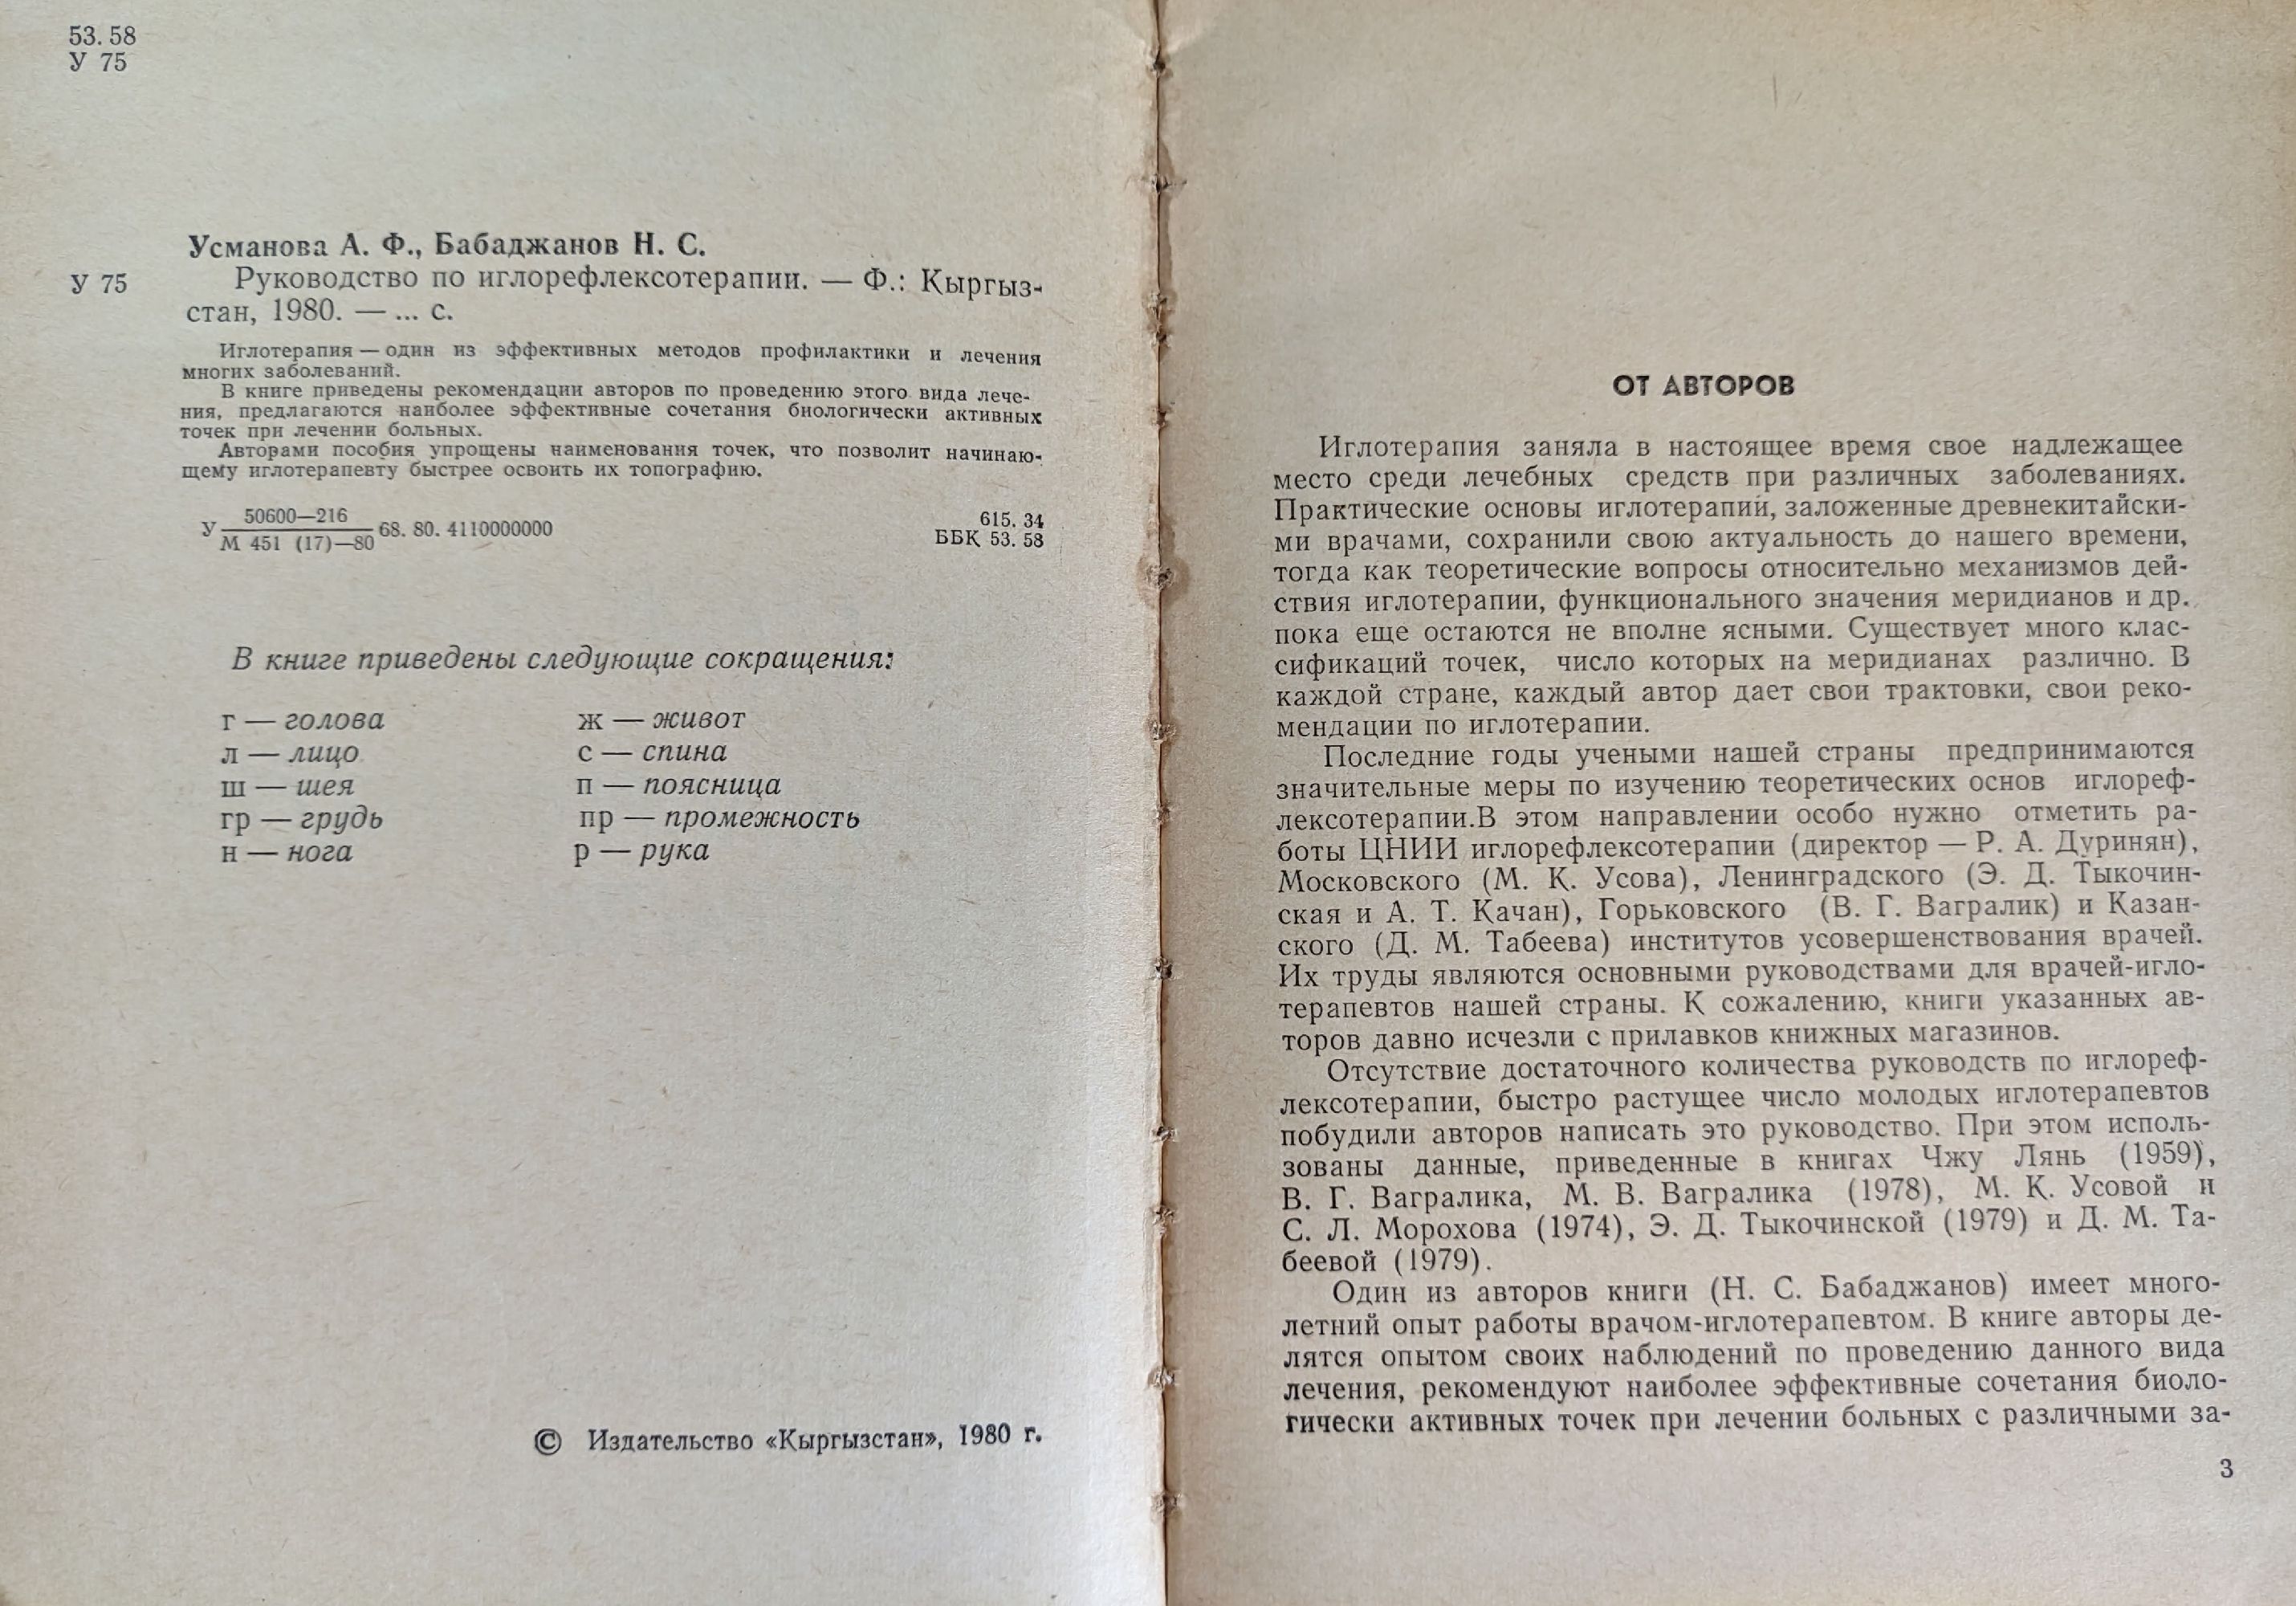 53. 58
У 75
Усманова А. Ф., Бабаджанов Н. С.
У 75 Руководство по иглорефлексотерапии. — Ф.: Кыргыз-
стан, 1980. — ... с.
Иглотерапия — один из эффективных методов профилактики и лечения
многих заболеваний.
В книге приведены рекомендации авторов по проведению этого вида лече-
ния, предлагаются наиболее эффективные сочетания биологически активных
точек при лечении больных.
Авторами пособия упрощены наименования точек, что позволит начинаю-
щему иглотерапевту быстрее освоить их топографию.
50600—216
У 68. 80. 4110000000
М 451 (17)—80
615. 34
ББК 53. 58
В книге приведены следующие сокращения:
г — голова
л — лицо
ш — шея
гр — грудь
н — нога
ж — живот
с — спина
п — поясница
пр — промежность
р — рука
© Издательство «Кыргызстан», 1980 г.
ОТ АВТОРОВ
Иглотерапия заняла в настоящее время свое надлежащее
место среди лечебных средств при различных заболеваниях.
Практические основы иглотерапии, заложенные древнекитайски-
ми врачами, сохранили свою актуальность до нашего времени,
тогда как теоретические вопросы относительно механизмов дей-
ствия иглотерапии, функционального значения меридианов и др.
пока еще остаются не вполне ясными. Существует много клас-
сификаций точек, число которых на меридианах различно. В
каждой стране, каждый автор дает свои трактовки, свои реко-
мендации по иглотерапии.
Последние годы учеными нашей страны предпринимаются
значительные меры по изучению теоретических основ иглореф-
лексотерапии.В этом направлении особо нужно отметить ра-
боты ЦНИИ иглорефлексотерапии (директор — Р. А. Дуринян),
Московского (М. К. Усова), Ленинградского (Э. Д. Тыкочин-
ская и А. Т. Качан), Горьковского (В. Г. Вагралик) и Казан-
ского (Д. М. Табеева) институтов усовершенствования врачей.
Их труды являются основными руководствами для врачей-игло-
терапевтов нашей страны. К сожалению, книги указанных ав-
торов давно исчезли с прилавков книжных магазинов.
Отсутствие достаточного количества руководств по иглореф-
лексотерапии, быстро растущее число молодых иглотерапевтов
побудили авторов написать это руководство. При этом исполь-
зованы данные, приведенные в книгах Чжу Лянь (1959),
В. Г. Вагралика, М. В. Вагралика (1978), М. К. Усовой и
С. Л. Морохова (1974), Э. Д. Тыкочинской (1979) и Д. М. Та-
беевой (1979).
Один из авторов книги (Н. С. Бабаджанов) имеет много-
летний опыт работы врачом-иглотерапевтом. В книге авторы де-
лятся опытом своих наблюдений по проведению данного вида
лечения, рекомендуют наиболее эффективные сочетания биоло-
гически активных точек при лечении больных с различными за-
3